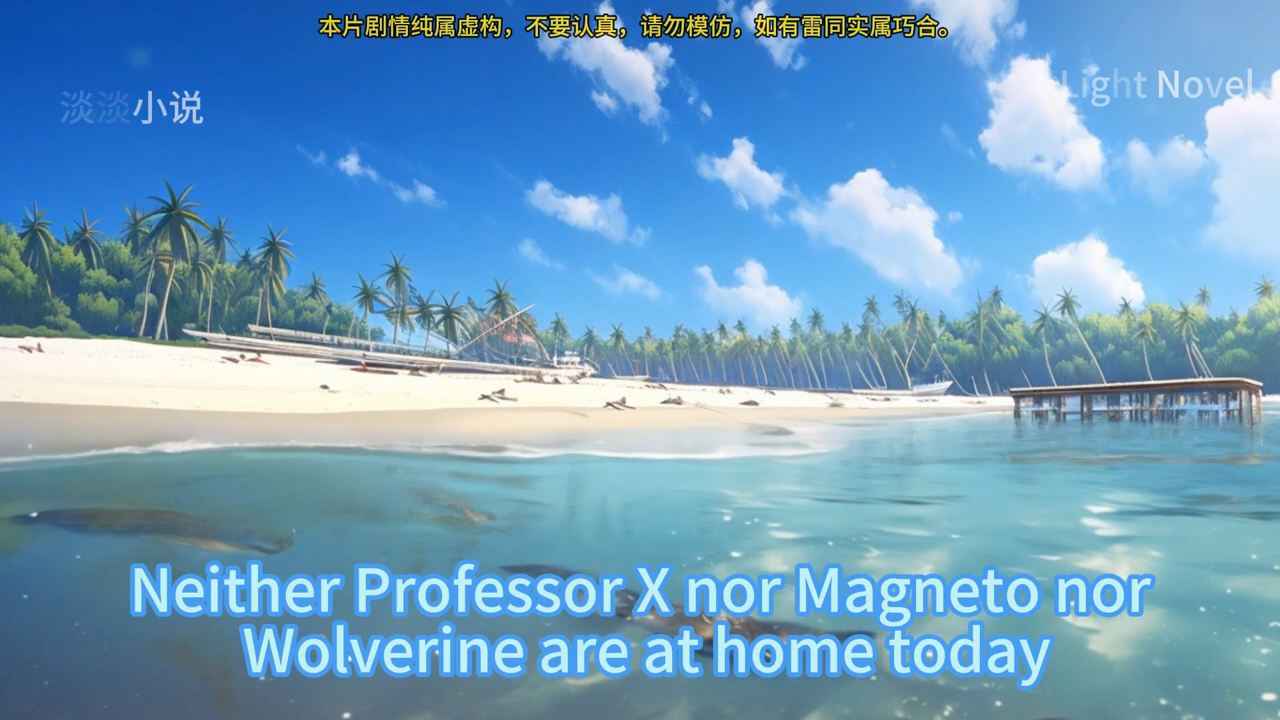 本片剧情纯属虚构，不要认真，请勿模仿，如有雷同实属巧合。
淡淡小说
Light Novel
Neither Professor X nor Magneto nor
Wolverine are at home today